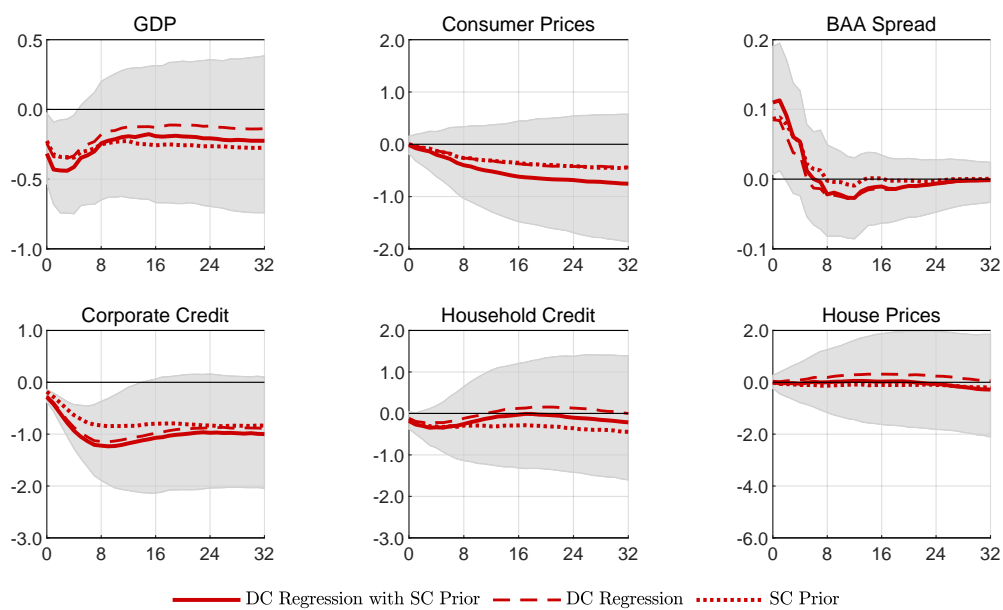 GDP
Consumer Prices
BAA Spread
0.5
0.0
-0.5
-1.0
0 8 16 24 32
2.0
1.0
0.0
-1.0
-2.0
0 8 16 24 32
0.2
0.1
0.0
-0.1
0 8 16 24 32
Corporate Credit
Household Credit
House Prices
1.0
0.0
-1.0
-2.0
-3.0
0 8 16 24 32
2.0
1.0
0.0
-1.0
-2.0
-3.0
0 8 16 24 32
2.0
0.0
-2.0
-4.0
-6.0
0 8 16 24 32
DC Regression with SC Prior DC Regression SC Prior